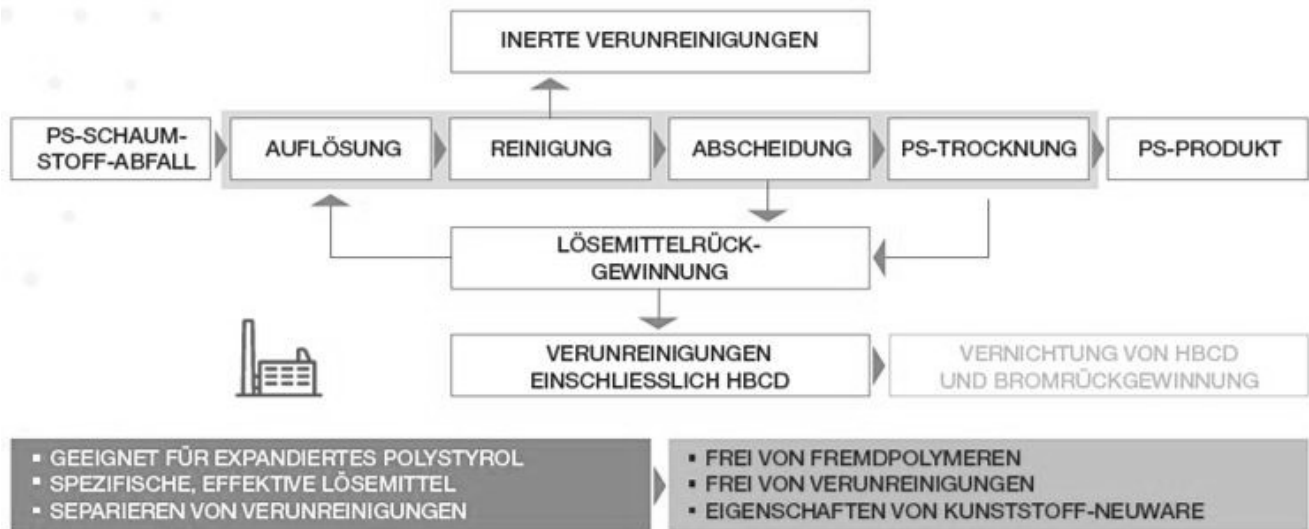 INERTE VERUNREINIGUNGEN
PS-SCHAUM-
STOFF-ABFALL
AUFLÖSUNG
REINIGUNG
ABSCHEIDUNG
PS-TROCKNUNG
PS-PRODUKT
LÖSEMITTELRÜCK-
GEWINNUNG
VERUNREINIGUNGEN
EINSCHLIESSLICH HBCD
VERNICHTUNG VON HBCD
UND BROMRÜCKGEWINNUNG
▪ GEEIGNET FÜR EXPANDIERTES POLYSTYROL
▪ SPEZIFISCHE, EFFEKTIVE LÖSEMITTEL
▪ SEPARIEREN VON VERUNREINIGUNGEN
▪ FREI VON FREMDPOLYMEREN
▪ FREI VON VERUNREINIGUNGEN
▪ EIGENSCHAFTEN VON KUNSTSTOFF-NEUWARE